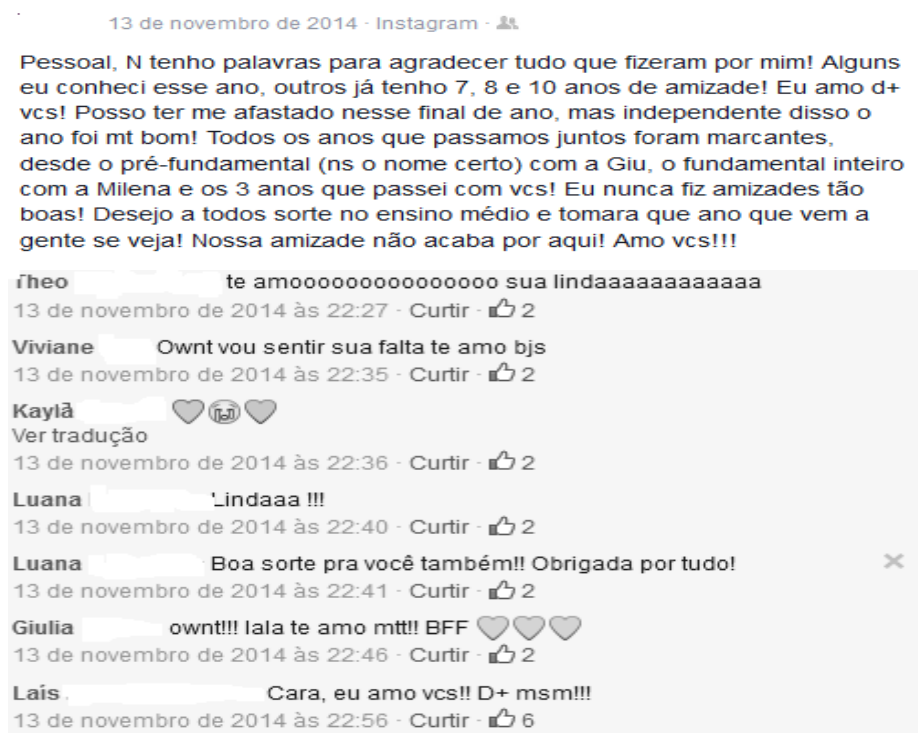 13 de novembro de 2014 · Instagram ·
Pessoal, N tenho palavras para agradecer tudo que fizeram por mim! Alguns
eu conheci esse ano, outros já tenho 7, 8 e 10 anos de amizade! Eu amo d+
vcs! Posso ter me afastado nesse final de ano, mas independente disso o
ano foi mt bom! Todos os anos que passamos juntos foram marcantes,
desde o pré-fundamental (ns o nome certo) com a Giu, o fundamental inteiro
com a Milena e os 3 anos que passei com vcs! Eu nunca fiz amizades tão
boas! Desejo a todos sorte no ensino médio e tomara que ano que vem a
gente se veja! Nossa amizade não acaba por aqui! Amo vcs!!!
Theo te amooooooooooooooo sua lindaaaaaaaaaaaa
13 de novembro de 2014 às 22:27 · Curtir · 2
Viviane Ownt vou sentir sua falta te amo bjs
13 de novembro de 2014 às 22:35 · Curtir · 2
Kaylã
Ver tradução
13 de novembro de 2014 às 22:36 · Curtir · 2
Luana Lindaaa !!!
13 de novembro de 2014 às 22:40 · Curtir · 2
Luana Boa sorte pra você também!! Obrigada por tudo!
13 de novembro de 2014 às 22:41 · Curtir · 2
Giulia ownt!!! lala te amo mtt!! BFF
13 de novembro de 2014 às 22:46 · Curtir · 2
Laís Cara, eu amo vcs!! D+ msm!!!
13 de novembro de 2014 às 22:56 · Curtir · 6